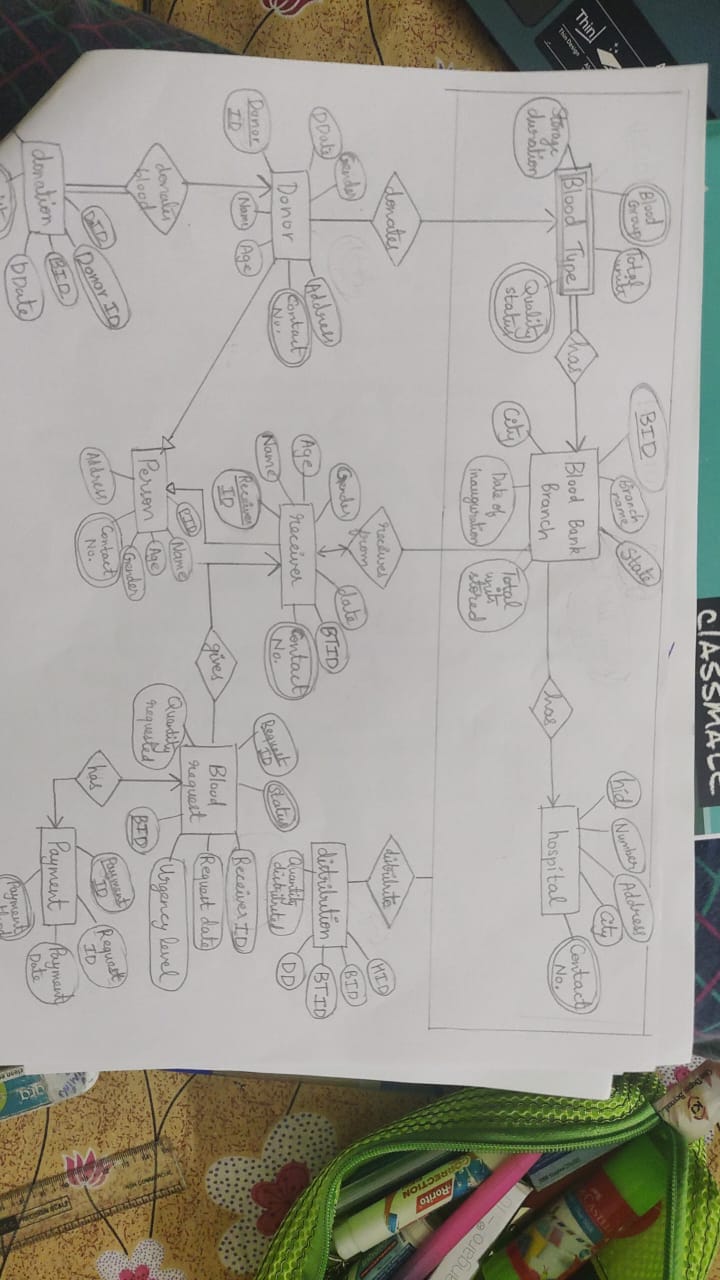 CLASSMATE
Thin
Blood
Group
Total
units
Blood Type
Storage
duration
Quality
status
has
BID
Branch
name
State
Blood Bank
Branch
City
Date of
inauguration
Total
units
stored
has
hid
Number
Address
City
Contact
No.
hospital
donates
receives
from
distribute
Gender
DDate
Address
Contact
No.
Donor
Donor
ID
Name
Age
Gender
date
BTID
Age
Contact
No.
receiver
Name
Receiver
ID
HID
BID
BTID
DD
distribution
Quantity
distributed
Request
ID
Status
Receiver ID
Blood
request
Request date
Urgency level
Quantity
requested
BID
gives
donates
blood
PID
Name
Age
Gender
Person
Address
Contact
No.
has
Payment
ID
Request
ID
Payment
Payment
Date
Payment
DID
Donor ID
BID
donation
DDate
Rorito
CORRECTION